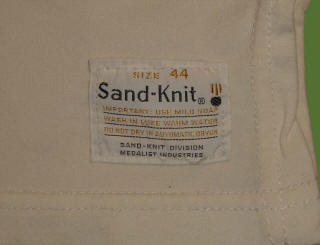 SIZE 44
Sand-Knit®
IMPORTANT: USE MILD SOAP
WASH IN LUKE WARM WATER
DO NOT DRY IN AUTOMATIC DRYER
SAND-KNIT DIVISION
MEDALIST INDUSTRIES